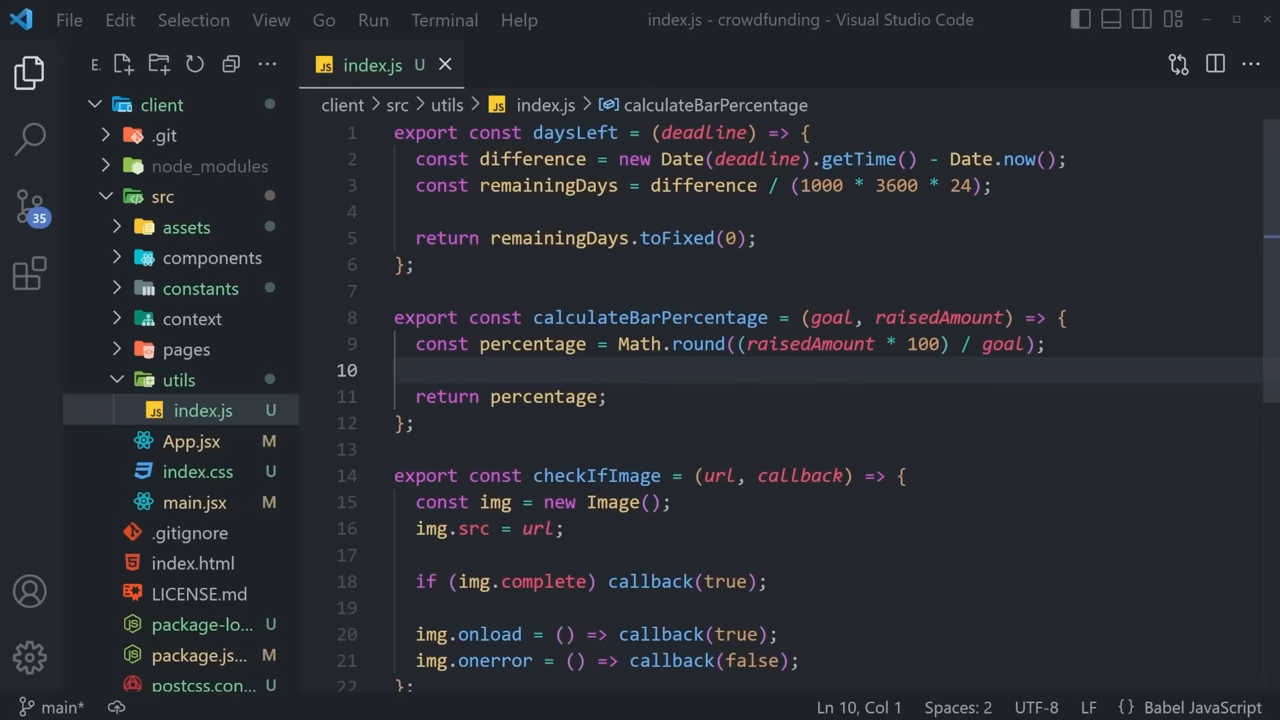 File Edit Selection View Go Run Terminal Help index.js - crowdfunding - Visual Studio Code
E.
JS index.js U
client > src > utils > JS index.js > calculateBarPercentage
client
.git
node_modules
src
35
assets
components
constants
context
pages
utils
JS index.js U
App.jsx M
index.css U
main.jsx M
.gitignore
index.html
LICENSE.md
package-lo... U
package.js... M
postcss.con... U
1 export const daysLeft = (deadline) => {
2 const difference = new Date(deadline).getTime() - Date.now();
3 const remainingDays = difference / (1000 * 3600 * 24);
4
5 return remainingDays.toFixed(0);
6 };
7
8 export const calculateBarPercentage = (goal, raisedAmount) => {
9 const percentage = Math.round((raisedAmount * 100) / goal);
10
11 return percentage;
12 };
13
14 export const checkIfImage = (url, callback) => {
15 const img = new Image();
16 img.src = url;
17
18 if (img.complete) callback(true);
19
20 img.onload = () => callback(true);
21 img.onerror = () => callback(false);
22 };
main* Ln 10, Col 1 Spaces: 2 UTF-8 LF {} Babel JavaScript